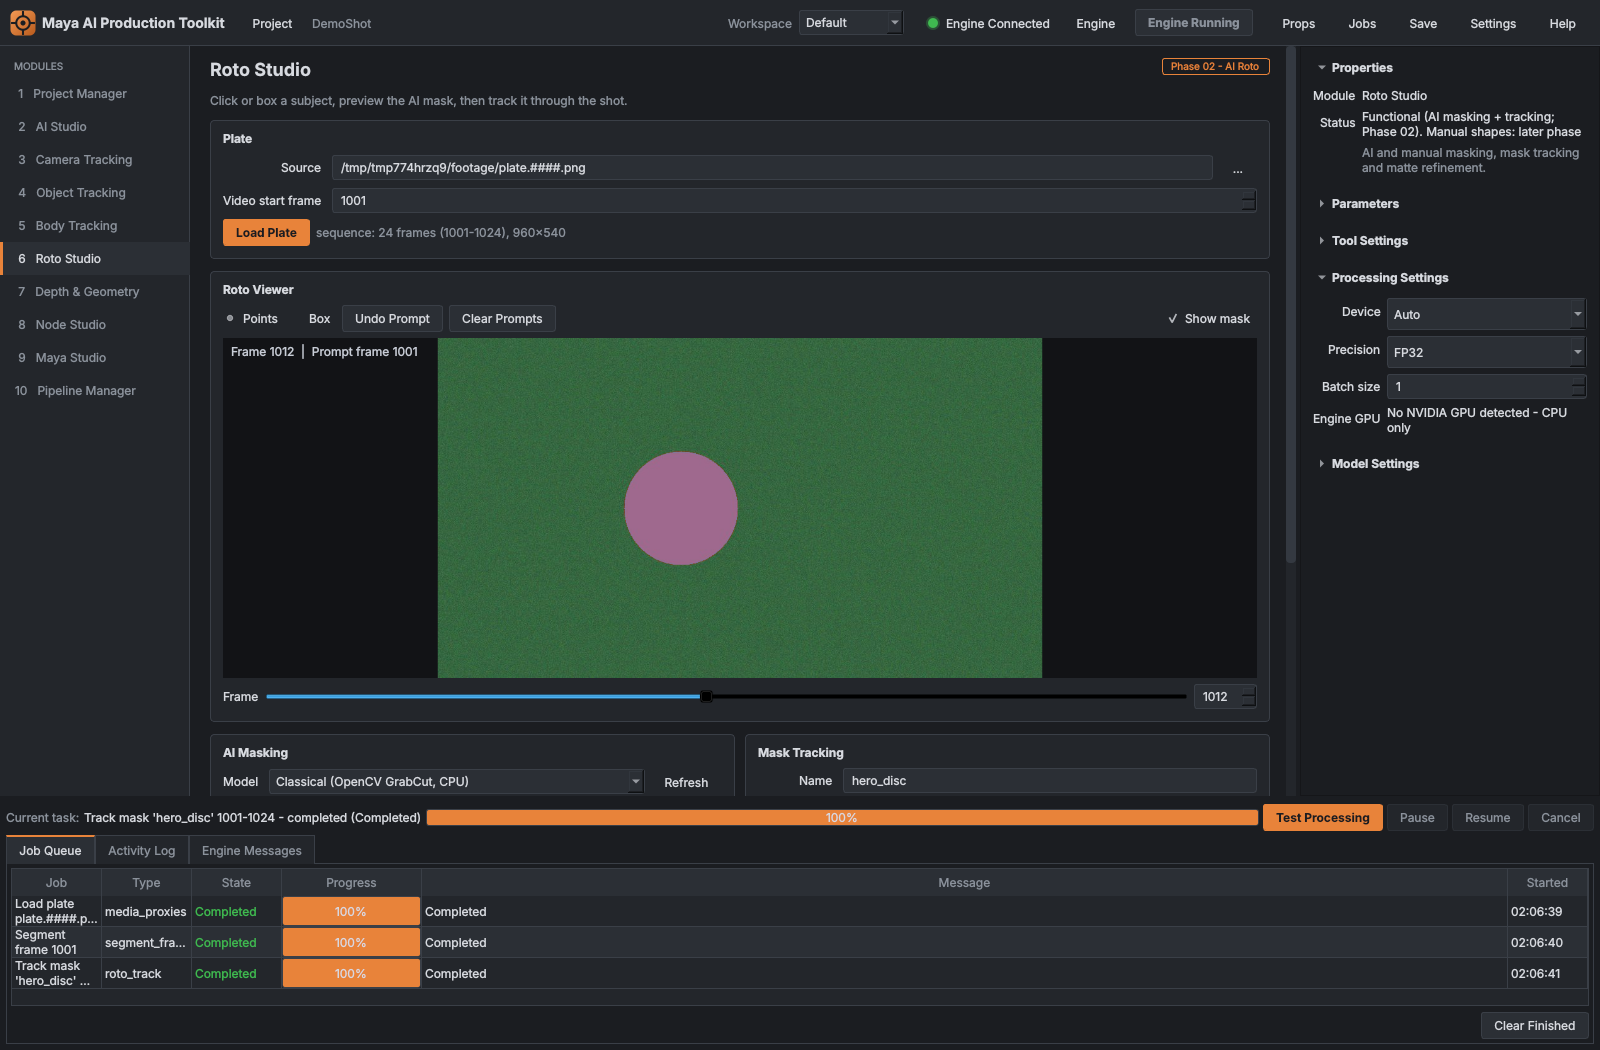 Maya AI Production Toolkit Project DemoShot Workspace Default Engine Connected Engine Engine Running Props Jobs Save Settings Help
MODULES
1 Project Manager
2 AI Studio
3 Camera Tracking
4 Object Tracking
5 Body Tracking
6 Roto Studio
7 Depth & Geometry
8 Node Studio
9 Maya Studio
10 Pipeline Manager
Roto Studio
Phase 02 - AI Roto
Click or box a subject, preview the AI mask, then track it through the shot.
Plate
Source /tmp/tmp774hrzq9/footage/plate.####.png ...
Video start frame 1001
Load Plate sequence: 24 frames (1001-1024), 960×540
Roto Viewer
Points Box Undo Prompt Clear Prompts ✓ Show mask
Frame 1012 | Prompt frame 1001
Frame 1012
AI Masking
Model Classical (OpenCV GrabCut, CPU) Refresh
Mask Tracking
Name hero_disc
Properties
Module Roto Studio
Status Functional (AI masking + tracking;
Phase 02). Manual shapes: later phase
AI and manual masking, mask tracking
and matte refinement.
Parameters
Tool Settings
Processing Settings
Device Auto
Precision FP32
Batch size 1
Engine GPU No NVIDIA GPU detected - CPU
only
Model Settings
Current task: Track mask 'hero_disc' 1001-1024 - completed (Completed) 100% Test Processing Pause Resume Cancel
Job Queue Activity Log Engine Messages
Job Type State Progress Message Started
Load plate
plate.####.p... media_proxies Completed 100% Completed 02:06:39
Segment
frame 1001 segment_fra... Completed 100% Completed 02:06:40
Track mask
'hero_disc' ... roto_track Completed 100% Completed 02:06:41
Clear Finished